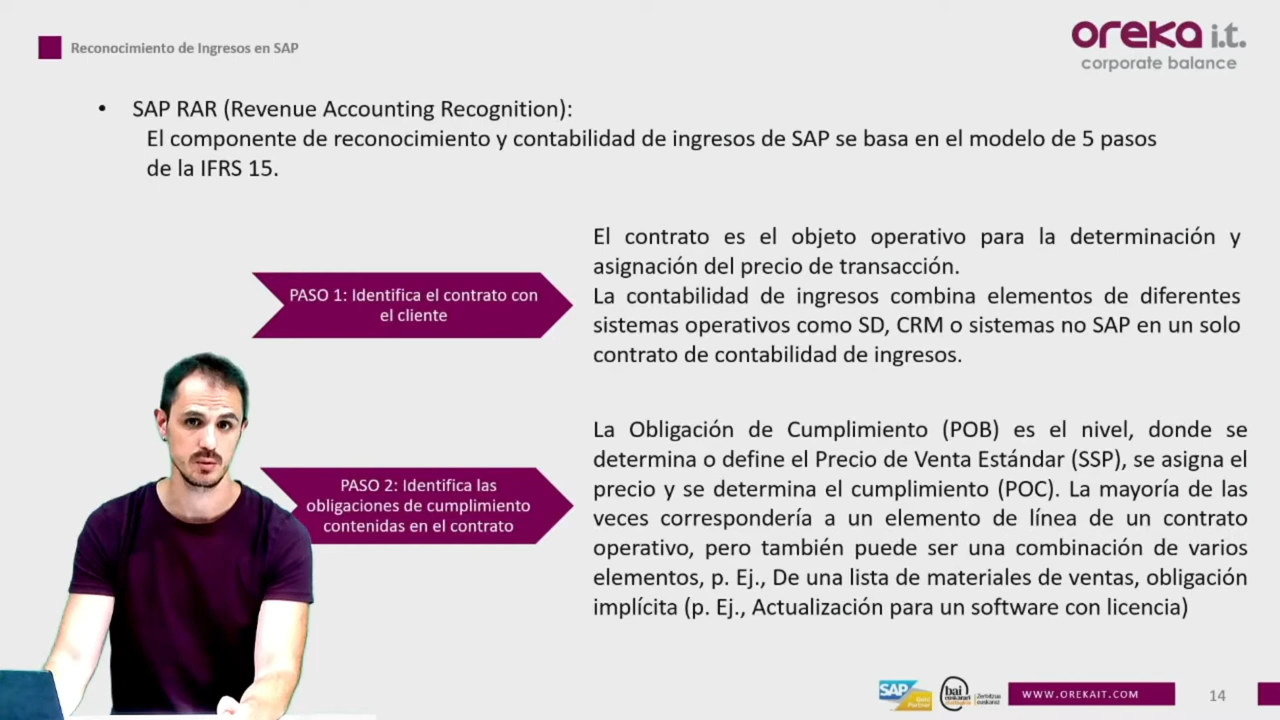 Reconocimiento de Ingresos en SAP
oreka i.t.
corporate balance
• SAP RAR (Revenue Accounting Recognition):
El componente de reconocimiento y contabilidad de ingresos de SAP se basa en el modelo de 5 pasos
de la IFRS 15.
PASO 1: Identifica el contrato con
el cliente
El contrato es el objeto operativo para la determinación y
asignación del precio de transacción.
La contabilidad de ingresos combina elementos de diferentes
sistemas operativos como SD, CRM o sistemas no SAP en un solo
contrato de contabilidad de ingresos.
PASO 2: Identifica las
obligaciones de cumplimiento
contenidas en el contrato
La Obligación de Cumplimiento (POB) es el nivel, donde se
determina o define el Precio de Venta Estándar (SSP), se asigna el
precio y se determina el cumplimiento (POC). La mayoría de las
veces correspondería a un elemento de línea de un contrato
operativo, pero también puede ser una combinación de varios
elementos, p. Ej., De una lista de materiales de ventas, obligación
implícita (p. Ej., Actualización para un software con licencia)
SAP
Partner
bai
euskarari
Zerbitzua
euskaraz
WWW.OREKAIT.COM
14